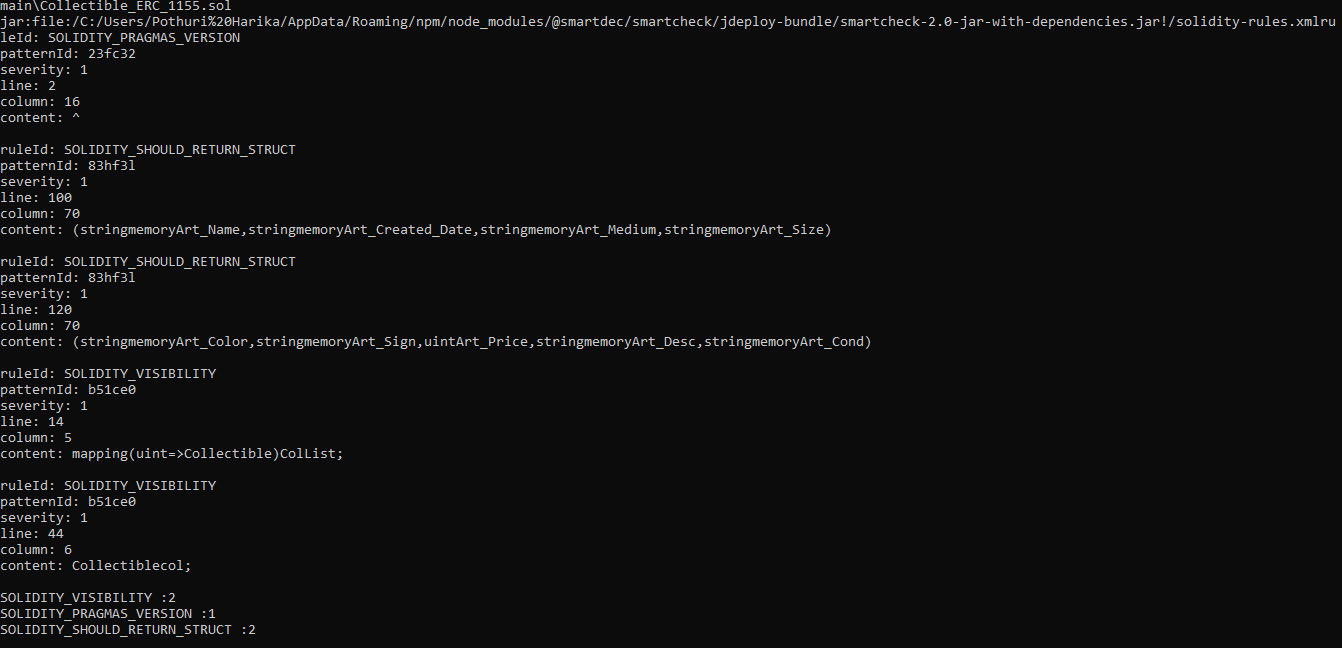 main\Collectible_ERC_1155.sol
jar:file:/C:/Users/Pothuri%20Harika/AppData/Roaming/npm/node_modules/@smartdec/smartcheck/jdeploy-bundle/smartcheck-2.0-jar-with-dependencies.jar!/solidity-rules.xmlru
leId: SOLIDITY_PRAGMAS_VERSION
patternId: 23fc32
severity: 1
line: 2
column: 16
content: ^
ruleId: SOLIDITY_SHOULD_RETURN_STRUCT
patternId: 83hf3l
severity: 1
line: 100
column: 70
content: (stringmemoryArt_Name,stringmemoryArt_Created_Date,stringmemoryArt_Medium,stringmemoryArt_Size)
ruleId: SOLIDITY_SHOULD_RETURN_STRUCT
patternId: 83hf3l
severity: 1
line: 120
column: 70
content: (stringmemoryArt_Color,stringmemoryArt_Sign,uintArt_Price,stringmemoryArt_Desc,stringmemoryArt_Cond)
ruleId: SOLIDITY_VISIBILITY
patternId: b51ce0
severity: 1
line: 14
column: 5
content: mapping(uint=>Collectible)ColList;
ruleId: SOLIDITY_VISIBILITY
patternId: b51ce0
severity: 1
line: 44
column: 6
content: Collectiblecol;
SOLIDITY_VISIBILITY :2
SOLIDITY_PRAGMAS_VERSION :1
SOLIDITY_SHOULD_RETURN_STRUCT :2